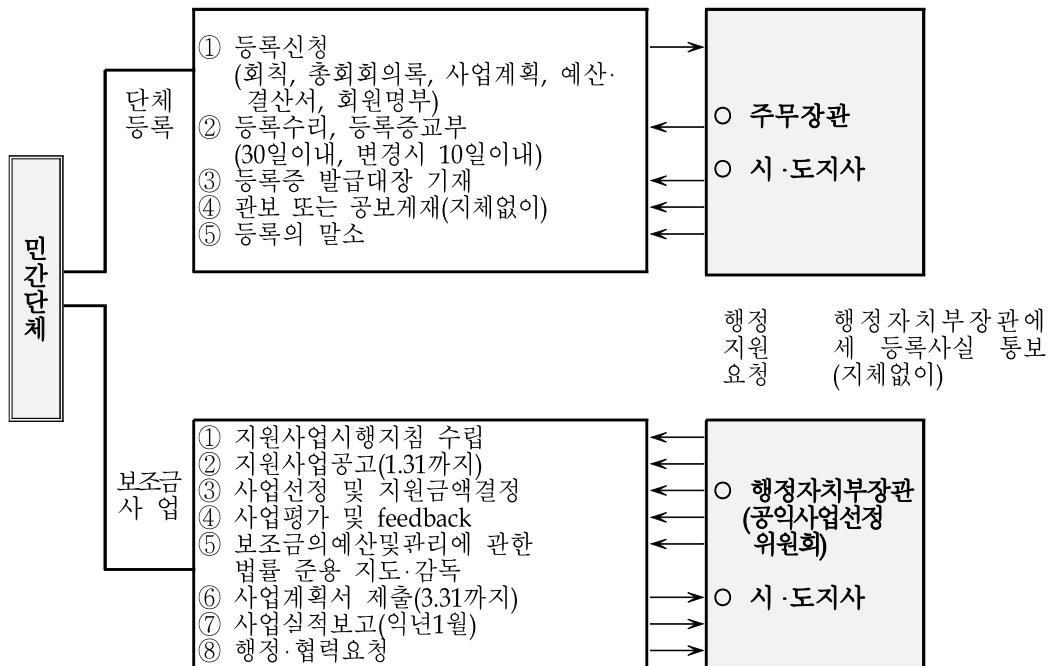 ① 등록신청
(회칙, 총회회의록, 사업계획, 예산·
결산서, 회원명부)
② 등록수리, 등록증교부
(30일이내, 변경시 10일이내)
③ 등록증 발급대장 기재
④ 관보 또는 공보게재(지체없이)
⑤ 등록의 말소
단체
등록
○ 주무장관
○ 시·도지사
민간단체
행정
지원
요청
행정자치부장관에
세 등록사실 통보
(지체없이)
보조금
사 업
① 지원사업시행지침 수립
② 지원사업공고(1.31까지)
③ 사업선정 및 지원금액결정
④ 사업평가 및 feedback
⑤ 보조금의예산및관리에 관한
법률 준용 지도·감독
⑥ 사업계획서 제출(3.31까지)
⑦ 사업실적보고(익년1월)
⑧ 행정·협력요청
○ 행정자치부장관
(공익사업선정
위원회)
○ 시·도지사